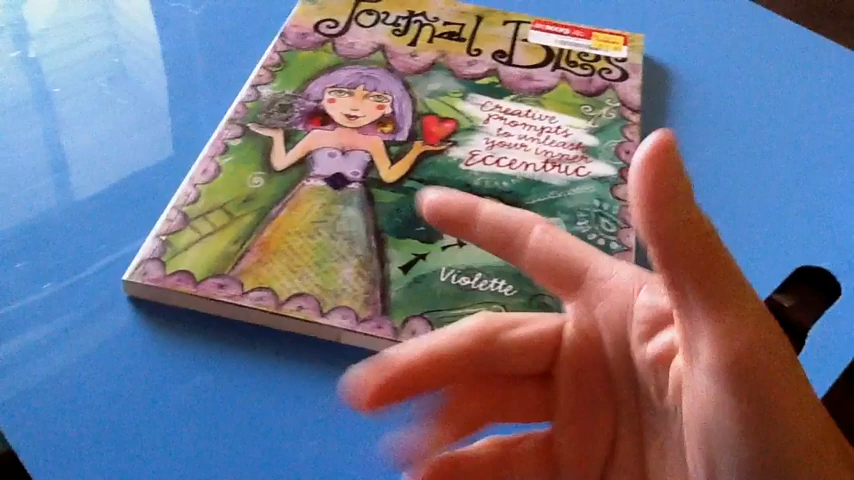 Journal Bliss
Creative
prompts
to unleash
your inner
Eccentric
Violette